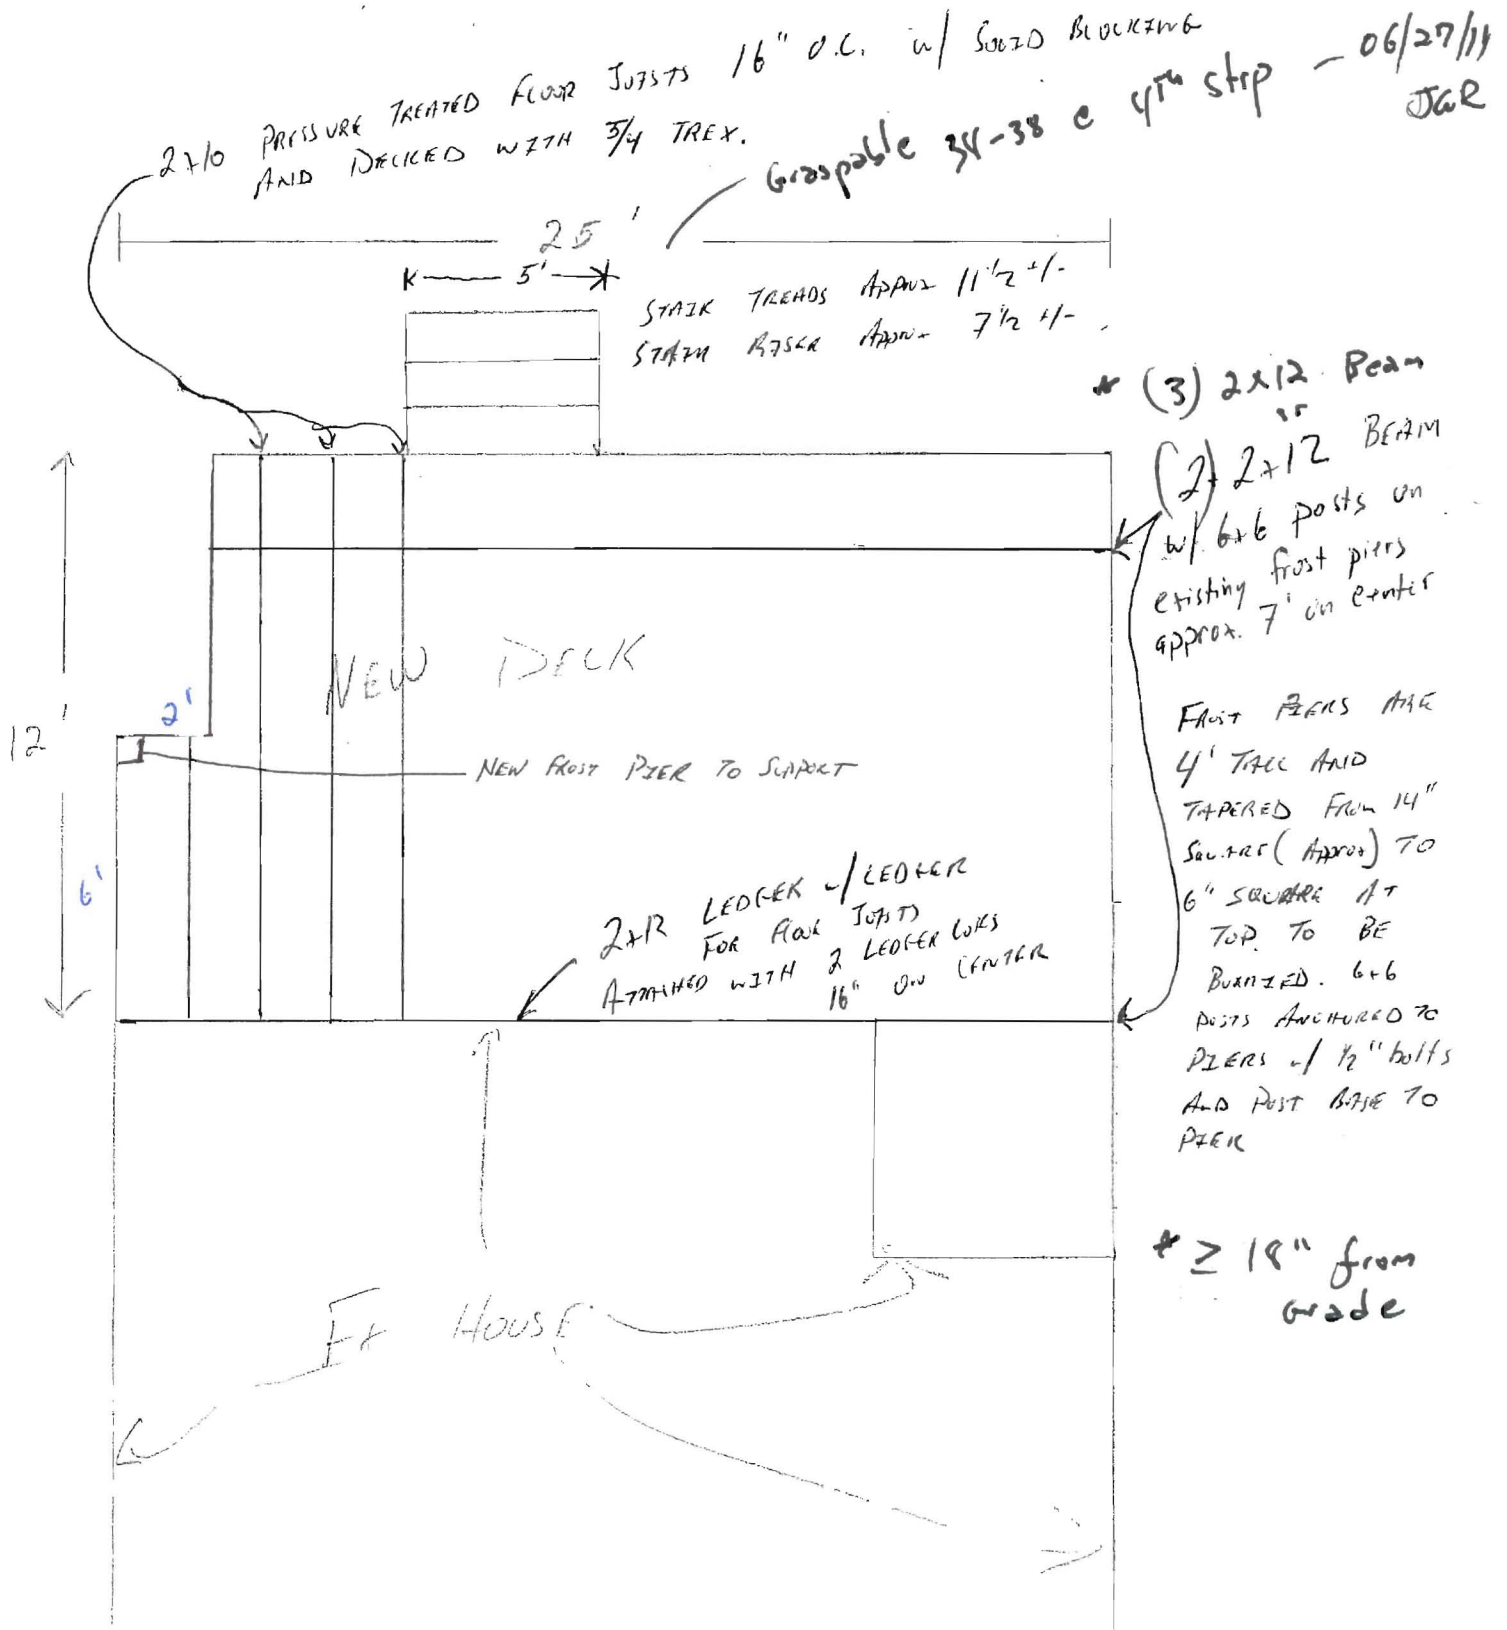 2x10 PRESSURE TREATED FLOOR JOISTS 16" O.C. w/ SOLID BLOCKING
AND DECKED WITH 5/4 TREX.
Graspable 34-38 @ 4th step – 06/27/11
JGR
25'
5'
STAIR TREADS APPROX 11 1/2 +/-
STAIR RISER APPROX 7 1/2 +/-
* (3) 2x12 Beam
or
(2) 2x12 BEAM
w/ 6x6 posts on
existing frost piers
approx. 7' on center
NEW DECK
12'
2'
6'
NEW FROST PIER TO SUPPORT
FROST PIERS ARE
4' TALL AND
TAPERED FROM 14"
SQUARE (Approx) TO
6" SQUARE AT
TOP. TO BE
BURIED. 6x6
POSTS ANCHORED TO
PIERS w/ 1/2" bolts
AND POST BASE TO
PIER
2x12 LEDGER w/ LEDGER
FOR FLOOR JOISTS
ATTACHED WITH 2 LEDGER LOKS
16" ON CENTER
* ≥ 18" from
Grade
EX HOUSE